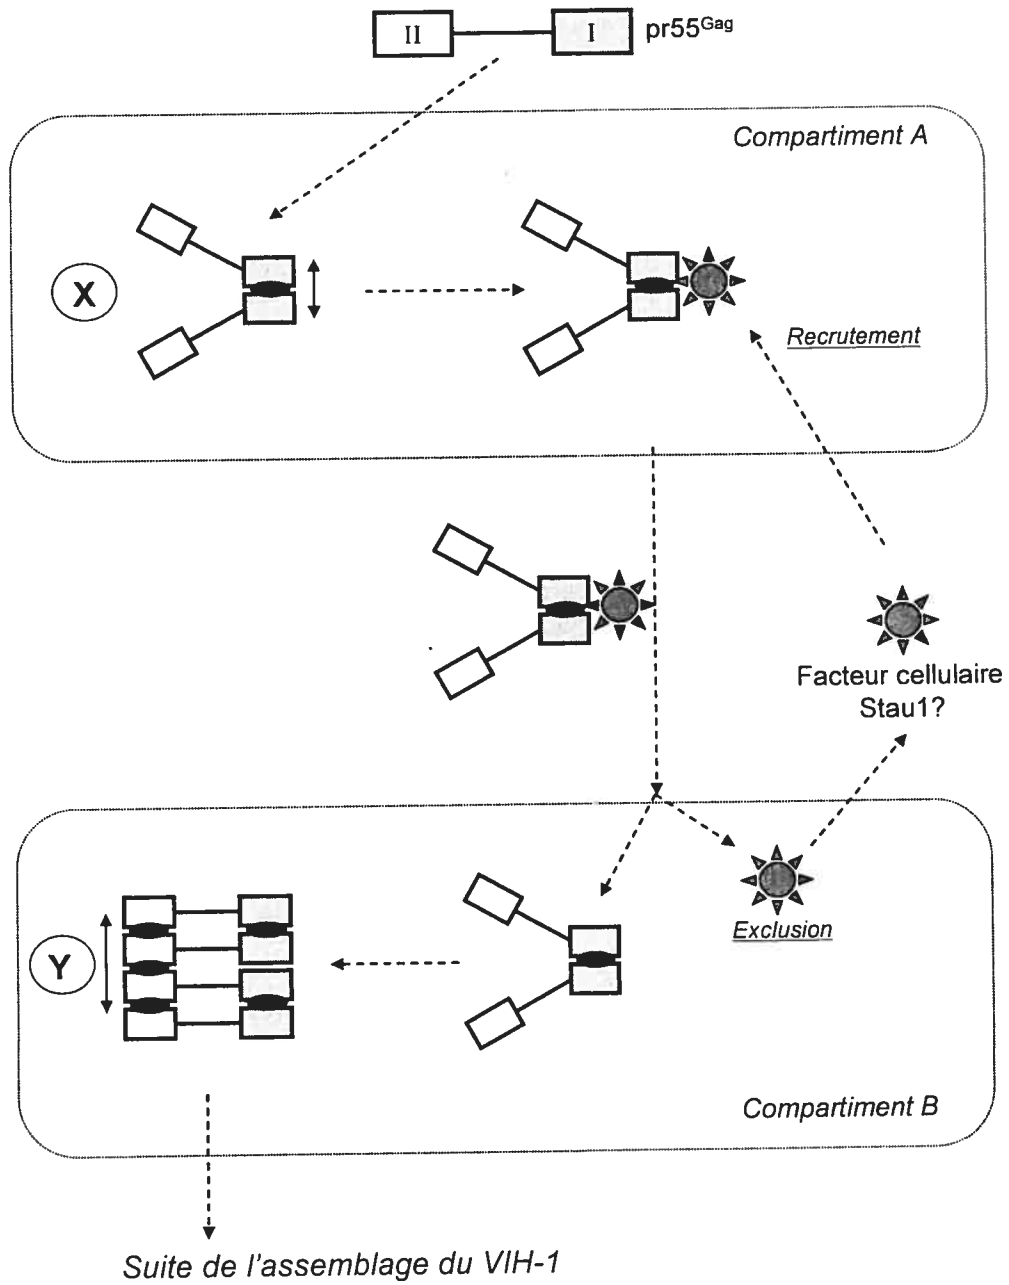 II I pr55Gag
Compartiment A
X
Recrutement
Facteur cellulaire
Stau1?
Exclusion
Y
Compartiment B
Suite de l'assemblage du VIH-1